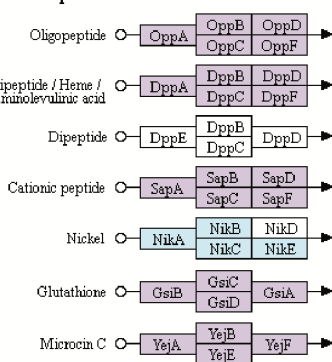 Oligopeptide OppA OppB OppD
OppC OppF
ipeptide / Heme / DppA DppB DppD
minolevulinic acid DppC DppF
Dipeptide DppE DppB DppD
DppC
Cationic peptide SapA SapB SapD
SapC SapF
Nickel NikA NikB NikD
NikC NikE
Glutathione GsiB GsiC GsiA
GsiD
Microcin C YejA YejB YejF
YejE